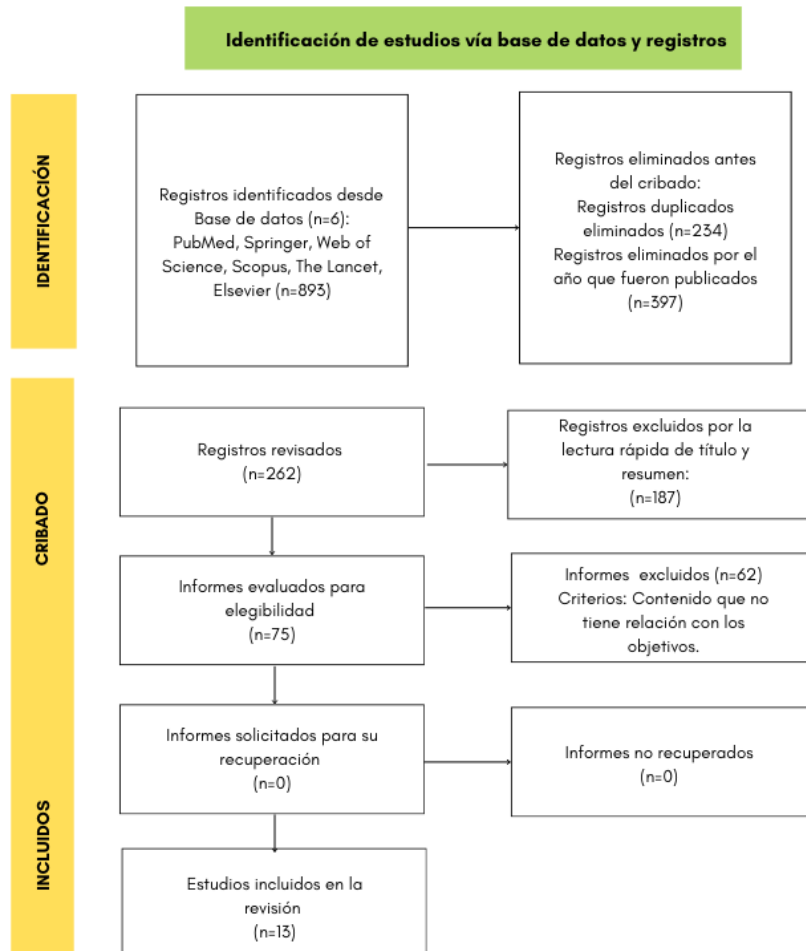 Identificación de estudios vía base de datos y registros
IDENTIFICACIÓN
Registros identificados desde
Base de datos (n=6):
PubMed, Springer, Web of
Science, Scopus, The Lancet,
Elsevier (n=893)
Registros eliminados antes
del cribado:
Registros duplicados
eliminados (n=234)
Registros eliminados por el
año que fueron publicados
(n=397)
CRIBADO
Registros revisados
(n=262)
Registros excluidos por la
lectura rápida de título y
resumen:
(n=187)
Informes evaluados para
elegibilidad
(n=75)
Informes excluidos (n=62)
Criterios: Contenido que no
tiene relación con los
objetivos.
Informes solicitados para su
recuperación
(n=0)
Informes no recuperados
(n=0)
INCLUIDOS
Estudios incluidos en la
revisión
(n=13)